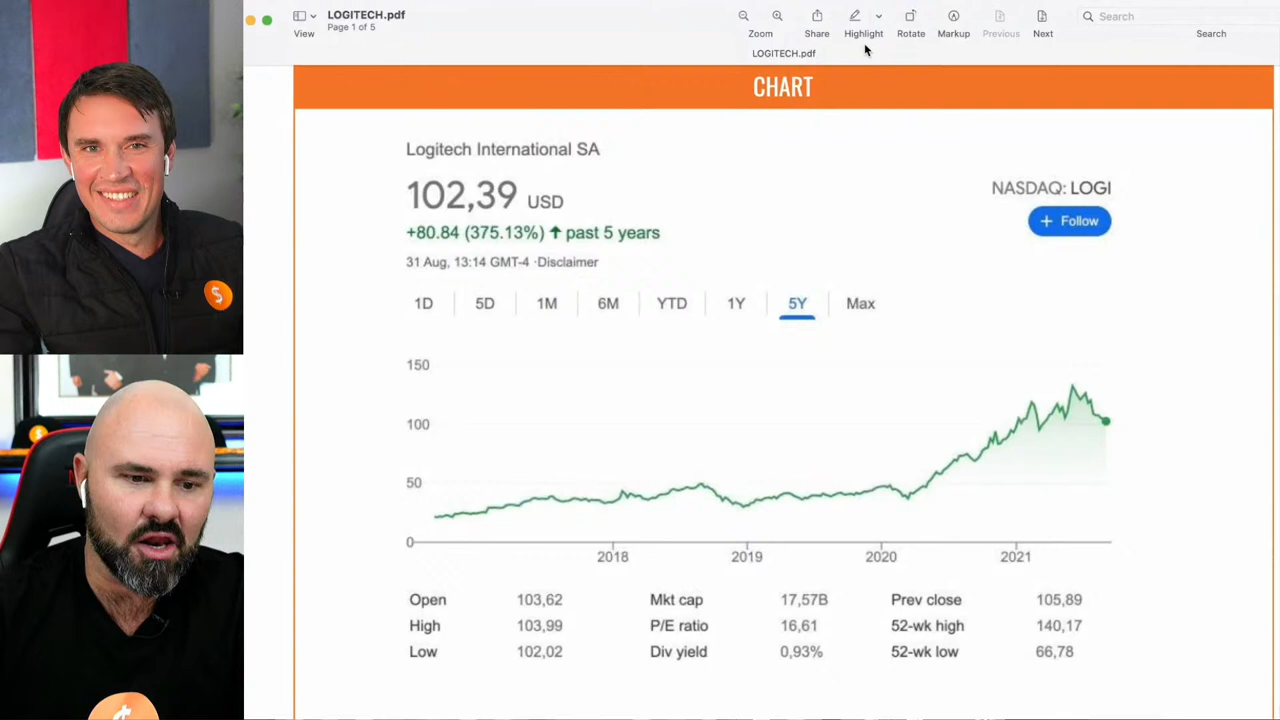 LOGITECH.pdf
Page 1 of 5
View
Zoom
Share
Highlight
Rotate
Markup
Previous
Next
Search
Search
LOGITECH.pdf
CHART
Logitech International SA
102,39 USD
NASDAQ: LOGI
+ Follow
+80.84 (375.13%) ↑ past 5 years
31 Aug, 13:14 GMT-4 ·Disclaimer
1D 5D 1M 6M YTD 1Y 5Y Max
150
100
50
0
2018 2019 2020 2021
Open 103,62 Mkt cap 17,57B Prev close 105,89
High 103,99 P/E ratio 16,61 52-wk high 140,17
Low 102,02 Div yield 0,93% 52-wk low 66,78
$